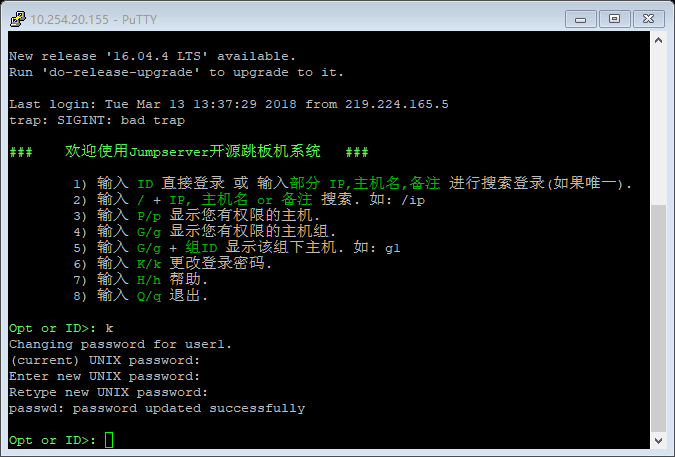 10.254.20.155 - PuTTY
New release '16.04.4 LTS' available.
Run 'do-release-upgrade' to upgrade to it.
Last login: Tue Mar 13 13:37:29 2018 from 219.224.165.5
trap: SIGINT: bad trap
### 欢迎使用Jumpserver开源跳板机系统 ###
1) 输入 ID 直接登录 或 输入部分 IP,主机名,备注 进行搜索登录(如果唯一).
2) 输入 / + IP, 主机名 or 备注 搜索. 如: /ip
3) 输入 P/p 显示您有权限的主机.
4) 输入 G/g 显示您有权限的主机组.
5) 输入 G/g + 组ID 显示该组下主机. 如: g1
6) 输入 K/k 更改登录密码.
7) 输入 H/h 帮助.
8) 输入 Q/q 退出.
Opt or ID>: k
Changing password for user1.
(current) UNIX password:
Enter new UNIX password:
Retype new UNIX password:
passwd: password updated successfully
Opt or ID>: